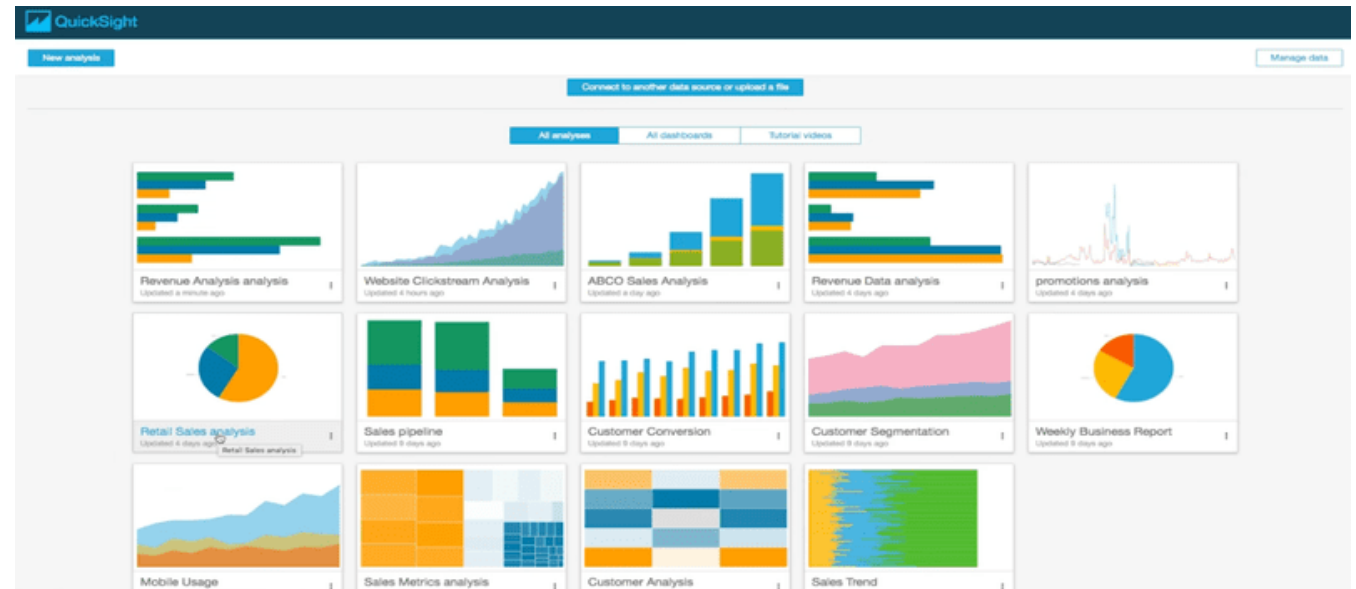 QuickSight
New analysis
Manage data
Connect to another data source or upload a file
All analyses
All dashboards
Tutorial videos
Revenue Analysis analysis
Updated a minute ago
Website Clickstream Analysis
Updated 4 hours ago
ABCO Sales Analysis
Updated a day ago
Revenue Data analysis
Updated 4 days ago
promotions analysis
Updated 4 days ago
Retail Sales analysis
Updated 4 days ago
Retail Sales analysis
Sales pipeline
Updated 9 days ago
Customer Conversion
Updated 9 days ago
Customer Segmentation
Updated 9 days ago
Weekly Business Report
Updated 9 days ago
Mobile Usage
Sales Metrics analysis
Customer Analysis
Sales Trend